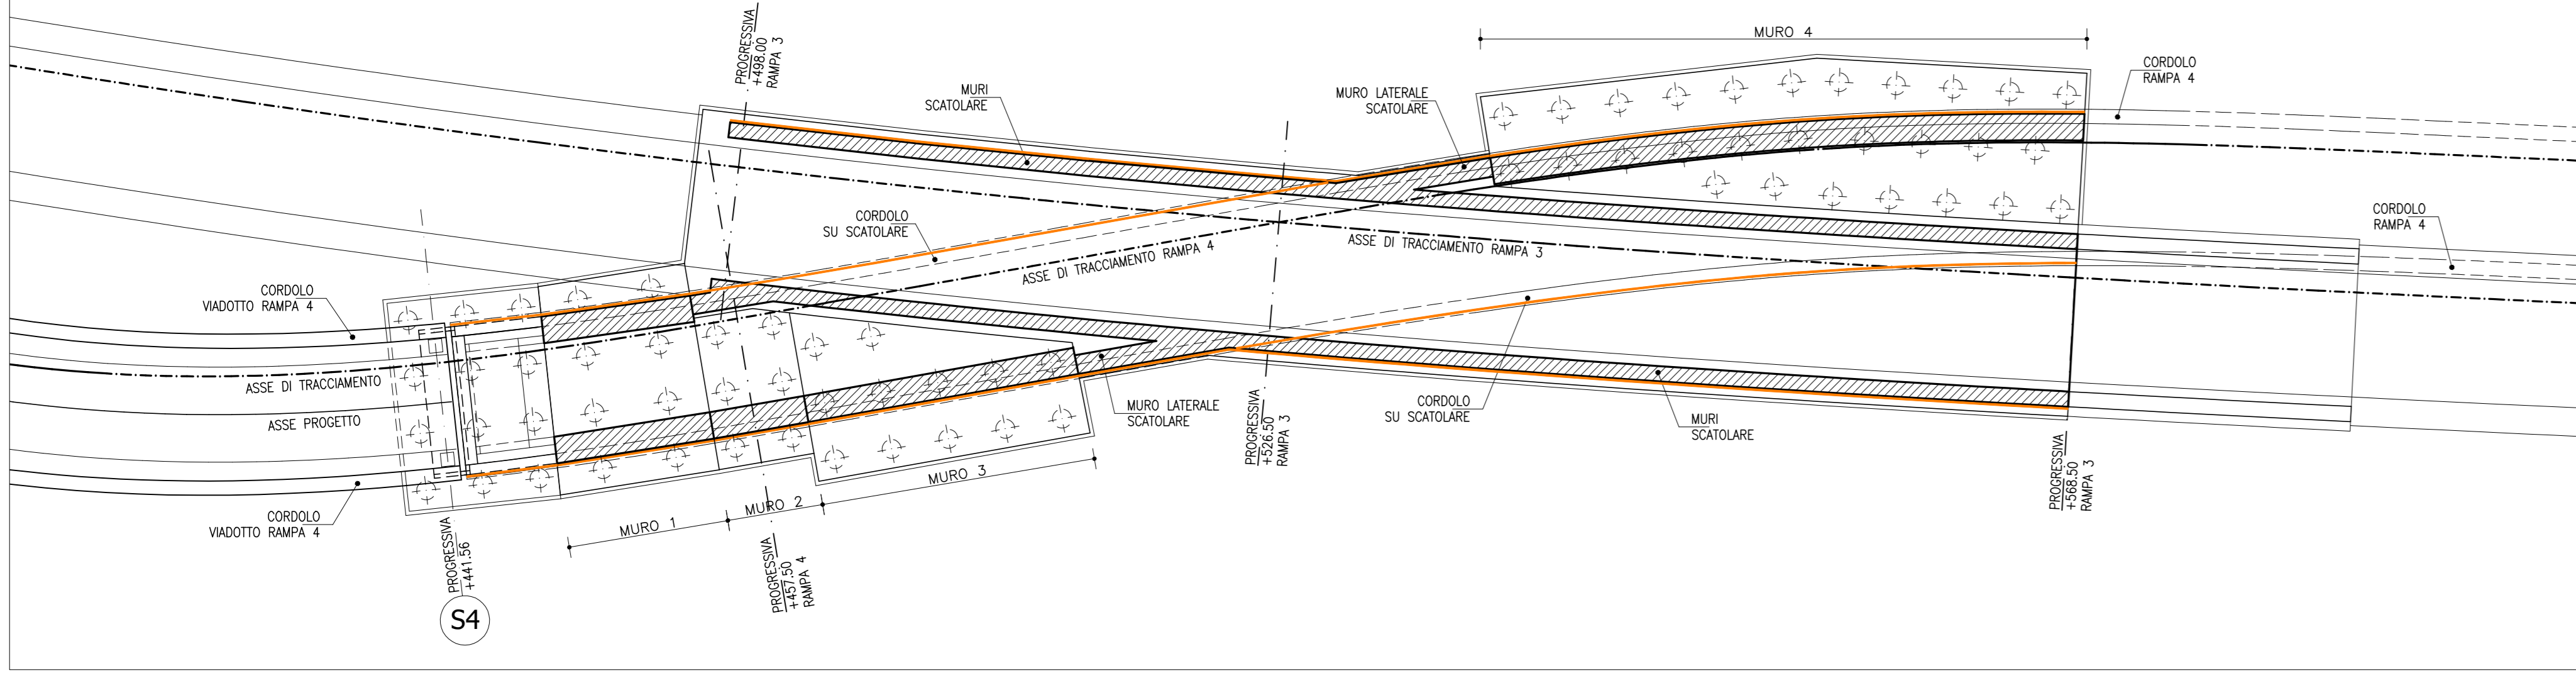 PROGRESSIVA
+498.00
RAMPA 3
MURO 4
CORDOLO
RAMPA 4
MURI
SCATOLARE
MURO LATERALE
SCATOLARE
CORDOLO
SU SCATOLARE
CORDOLO
RAMPA 4
ASSE DI TRACCIAMENTO RAMPA 4
ASSE DI TRACCIAMENTO RAMPA 3
CORDOLO
VIADOTTO RAMPA 4
ASSE DI TRACCIAMENTO
ASSE PROGETTO
MURO LATERALE
SCATOLARE
PROGRESSIVA
+526.50
RAMPA 3
CORDOLO
SU SCATOLARE
MURI
SCATOLARE
PROGRESSIVA
+568.50
RAMPA 3
CORDOLO
VIADOTTO RAMPA 4
MURO 1
MURO 2
MURO 3
PROGRESSIVA
+441.56
PROGRESSIVA
+457.50
RAMPA 4
S4